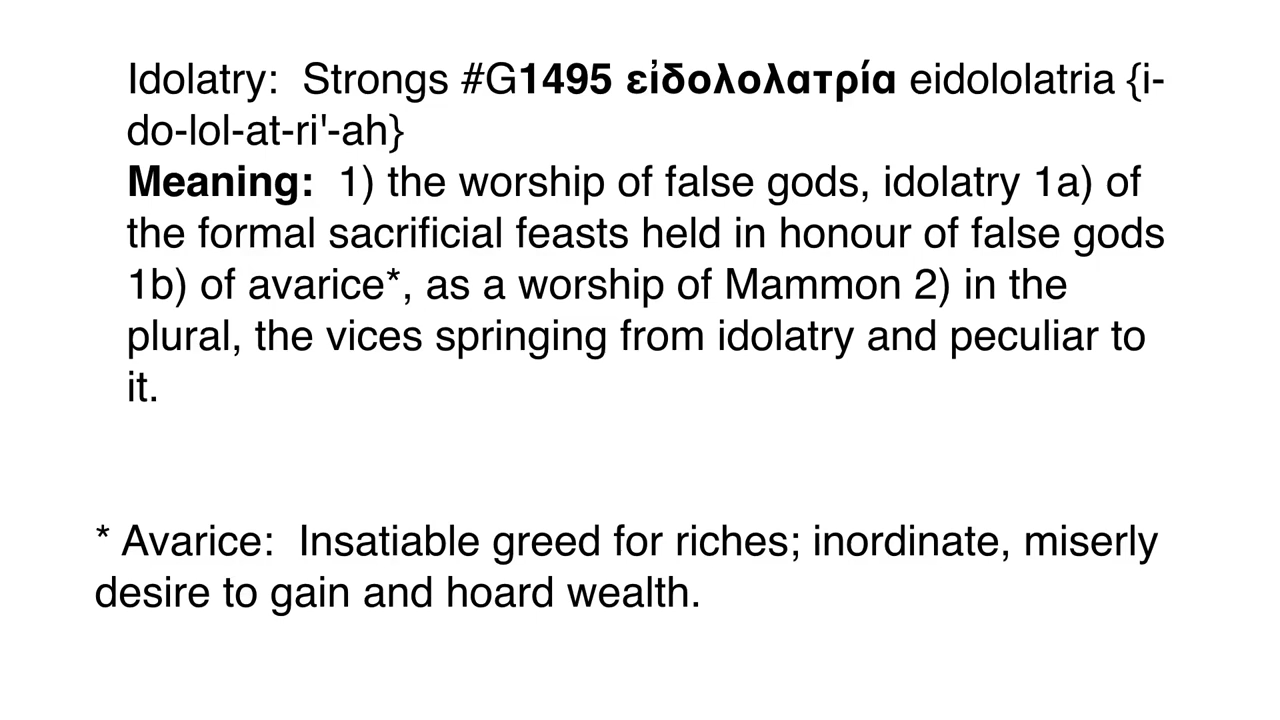 Idolatry:  Strongs #G1495 εἰδολολατρία eidololatria {i-
do-lol-at-ri'-ah}
Meaning:  1) the worship of false gods, idolatry 1a) of
the formal sacrificial feasts held in honour of false gods
1b) of avarice*, as a worship of Mammon 2) in the
plural, the vices springing from idolatry and peculiar to
it.
* Avarice:  Insatiable greed for riches; inordinate, miserly
desire to gain and hoard wealth.